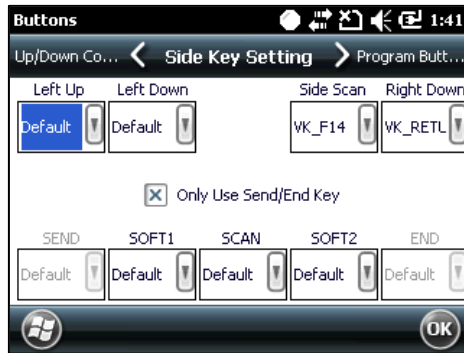 Buttons 1:41
Up/Down Co... Side Key Setting Program Butt...
Left Up Left Down Side Scan Right Down
Default Default VK_F14 VK_RETL
Only Use Send/End Key
SEND SOFT1 SCAN SOFT2 END
Default Default Default Default Default
OK